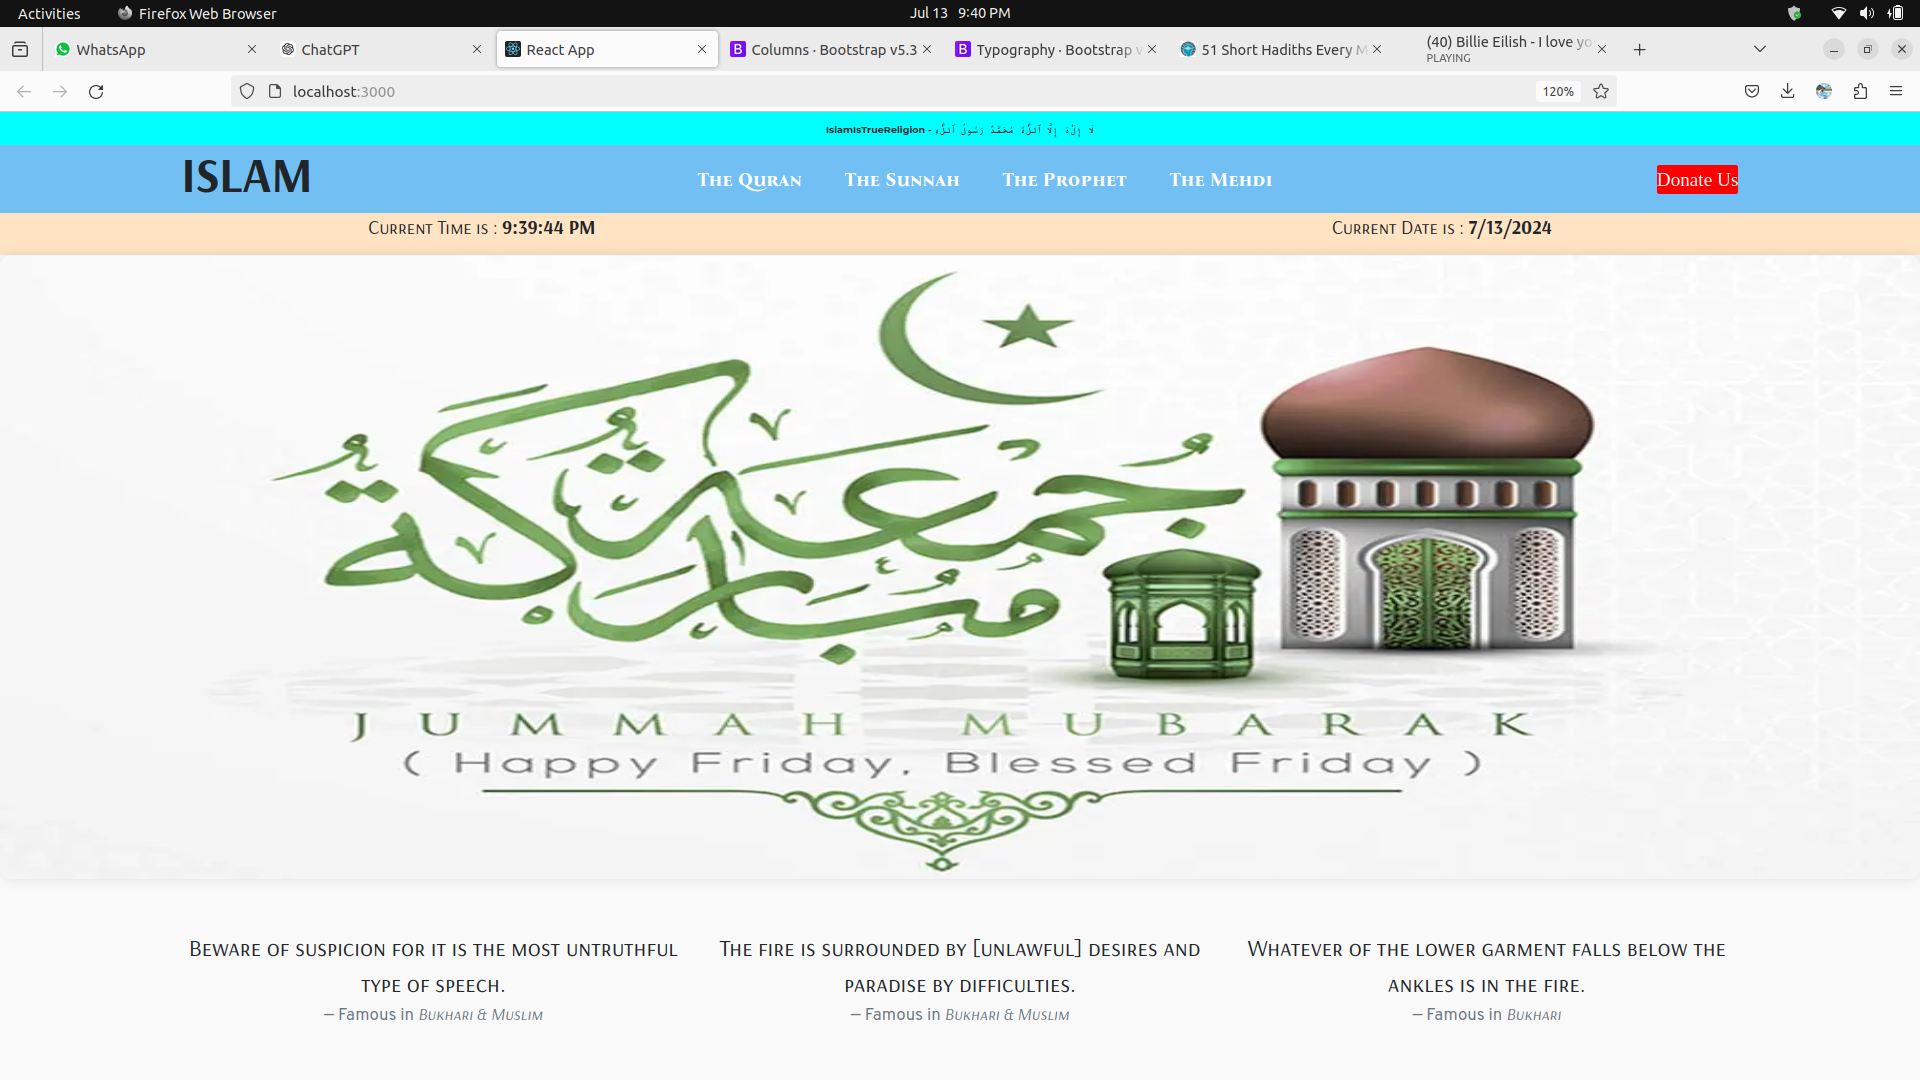 Activities
Firefox Web Browser
Jul 13 9:40 PM
WhatsApp
ChatGPT
React App
Columns · Bootstrap v5.3
Typography · Bootstrap v
51 Short Hadiths Every M
(40) Billie Eilish - I love yo
PLAYING
localhost:3000
120%
IslamIsTrueReligion - لَا إِلَٰهَ إِلَّا ٱللَّٰهُ مُحَمَّدٌ رَسُولُ ٱللَّٰهِ
ISLAM
The Quran
The Sunnah
The Prophet
The Mehdi
Donate Us
Current Time is : 9:39:44 PM
Current Date is : 7/13/2024
جُمُعَةٌ
مُبَارَكَةٌ
JUMMAH MUBARAK
( Happy Friday, Blessed Friday )
Beware of suspicion for it is the most untruthful
type of speech.
— Famous in Bukhari & Muslim
The fire is surrounded by [unlawful] desires and
paradise by difficulties.
— Famous in Bukhari & Muslim
Whatever of the lower garment falls below the
ankles is in the fire.
— Famous in Bukhari